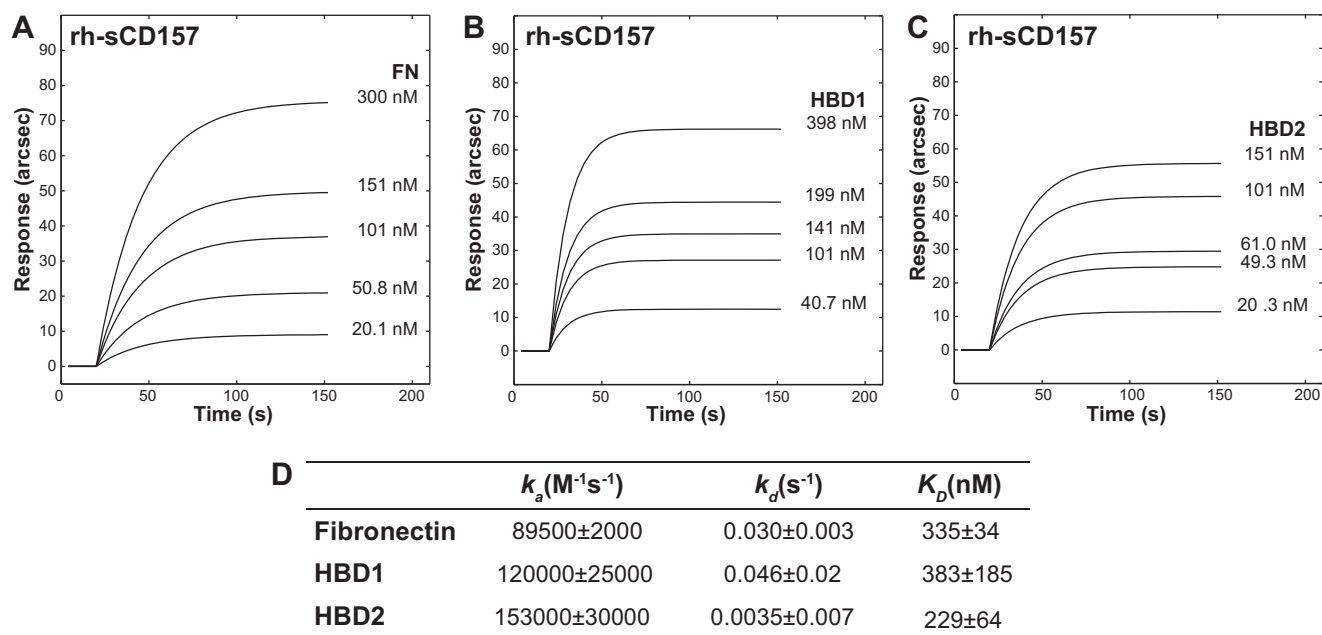 A
rh-sCD157
FN
300 nM
151 nM
101 nM
50.8 nM
20.1 nM
90
80
70
60
50
40
30
20
10
0
Response (arcsec)
0 50 100 150 200
Time (s)
B
rh-sCD157
HBD1
398 nM
199 nM
141 nM
101 nM
40.7 nM
90
80
70
60
50
40
30
20
10
0
Response (arcsec)
0 50 100 150 200
Time (s)
C
rh-sCD157
HBD2
151 nM
101 nM
61.0 nM
49.3 nM
20 .3 nM
90
80
70
60
50
40
30
20
10
0
Response (arcsec)
0 50 100 150 200
Time (s)
D
k_a(M⁻¹s⁻¹) k_d(s⁻¹) K_D(nM)
Fibronectin 89500±2000 0.030±0.003 335±34
HBD1 120000±25000 0.046±0.02 383±185
HBD2 153000±30000 0.0035±0.007 229±64